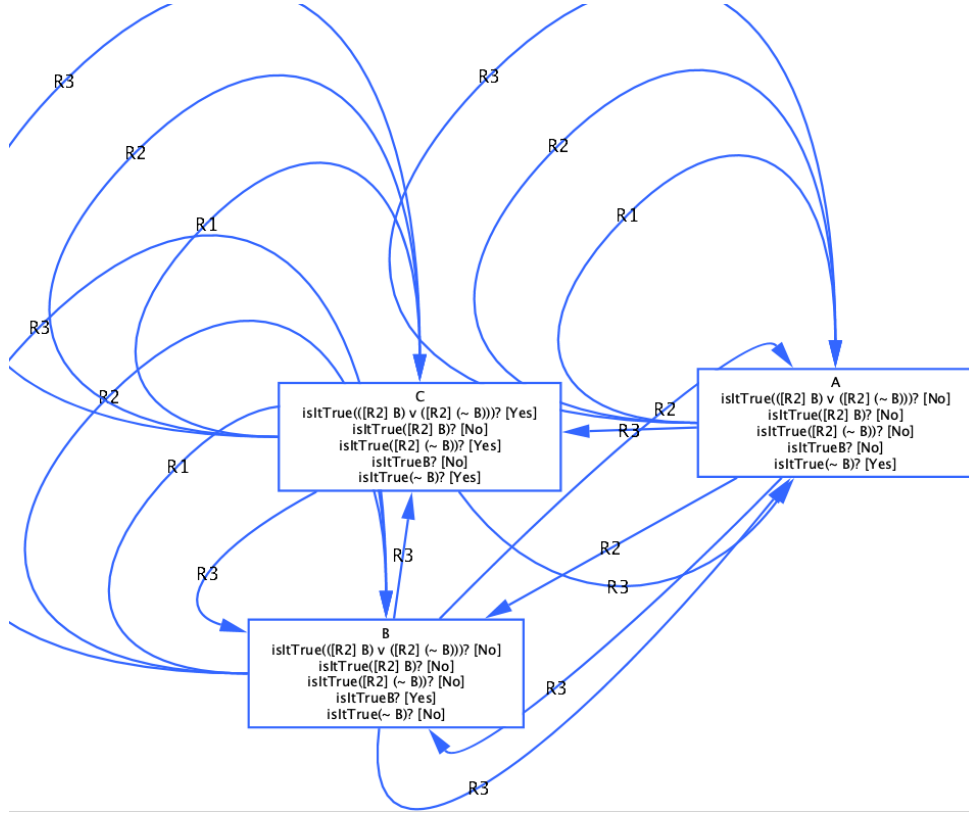 R3
R3
R2
R2
R1
R1
R3
R2
R2
R3
R1
C
isItTrue(([R2] B) v ([R2] (~ B)))? [Yes]
isItTrue([R2] B)? [No]
isItTrue([R2] (~ B))? [Yes]
isItTrueB? [No]
isItTrue(~ B)? [Yes]
A
isItTrue(([R2] B) v ([R2] (~ B)))? [No]
isItTrue([R2] B)? [No]
isItTrue([R2] (~ B))? [No]
isItTrueB? [No]
isItTrue(~ B)? [Yes]
R3
R3
R2
R3
B
isItTrue(([R2] B) v ([R2] (~ B)))? [No]
isItTrue([R2] B)? [No]
isItTrue([R2] (~ B))? [No]
isItTrueB? [Yes]
isItTrue(~ B)? [No]
R3
R3